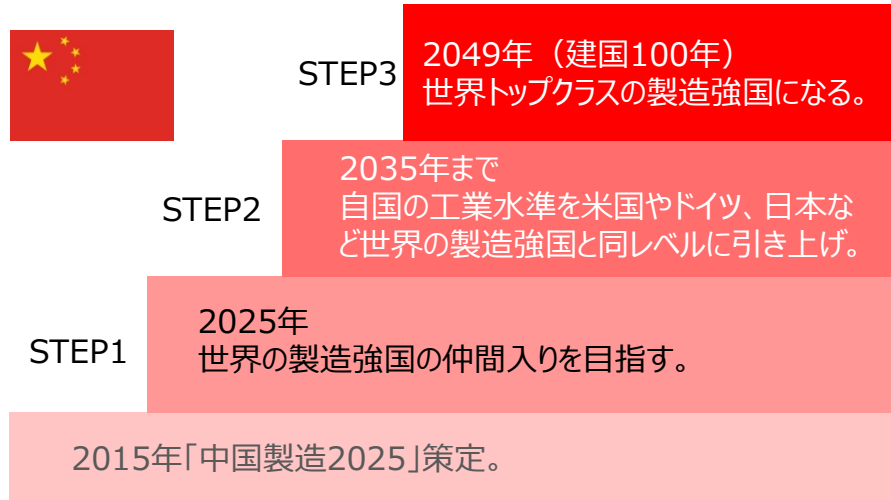 STEP3
2049年（建国100年）
世界トップクラスの製造強国になる。
STEP2
2035年まで
自国の工業水準を米国やドイツ、日本な
ど世界の製造強国と同レベルに引き上げ。
STEP1
2025年
世界の製造強国の仲間入りを目指す。
2015年｢中国製造2025｣策定。